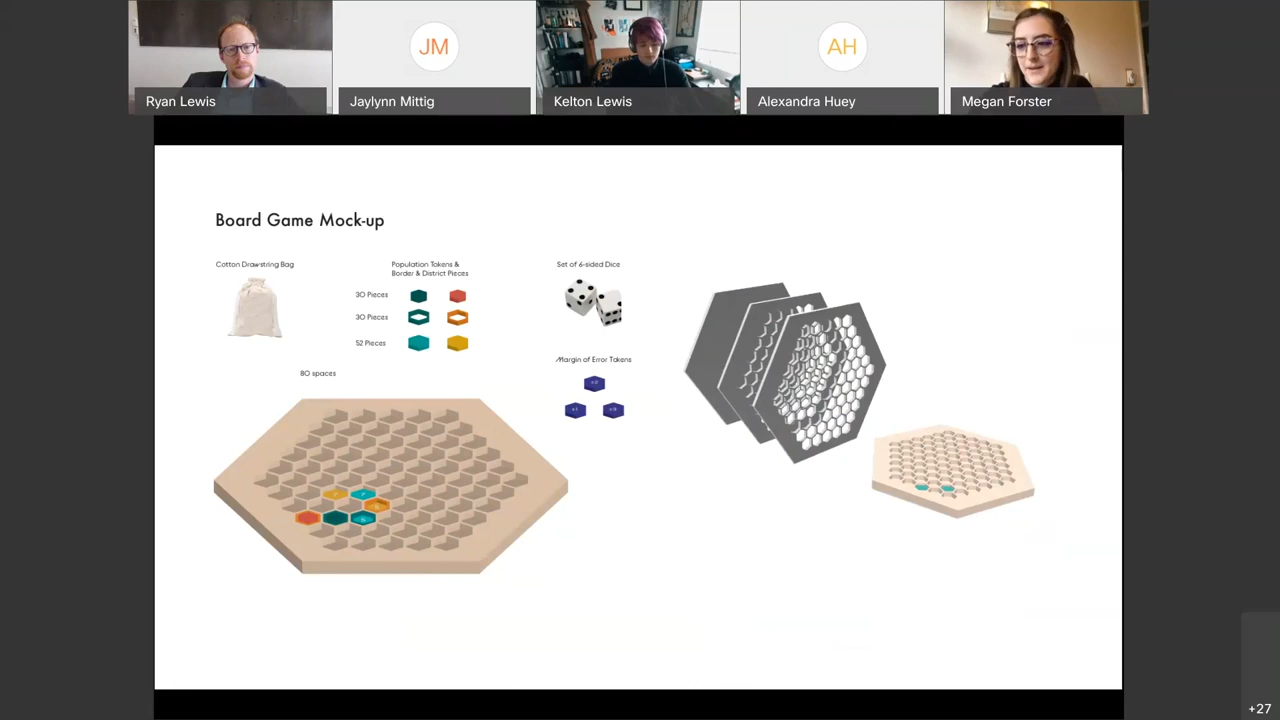 JM
AH
Ryan Lewis
Jaylynn Mittig
Kelton Lewis
Alexandra Huey
Megan Forster
Board Game Mock-up
Cotton Drawstring Bag
Population Tokens &
Border & District Pieces
30 Pieces
30 Pieces
52 Pieces
Set of 6-sided Dice
Margin of Error Tokens
80 spaces
+27